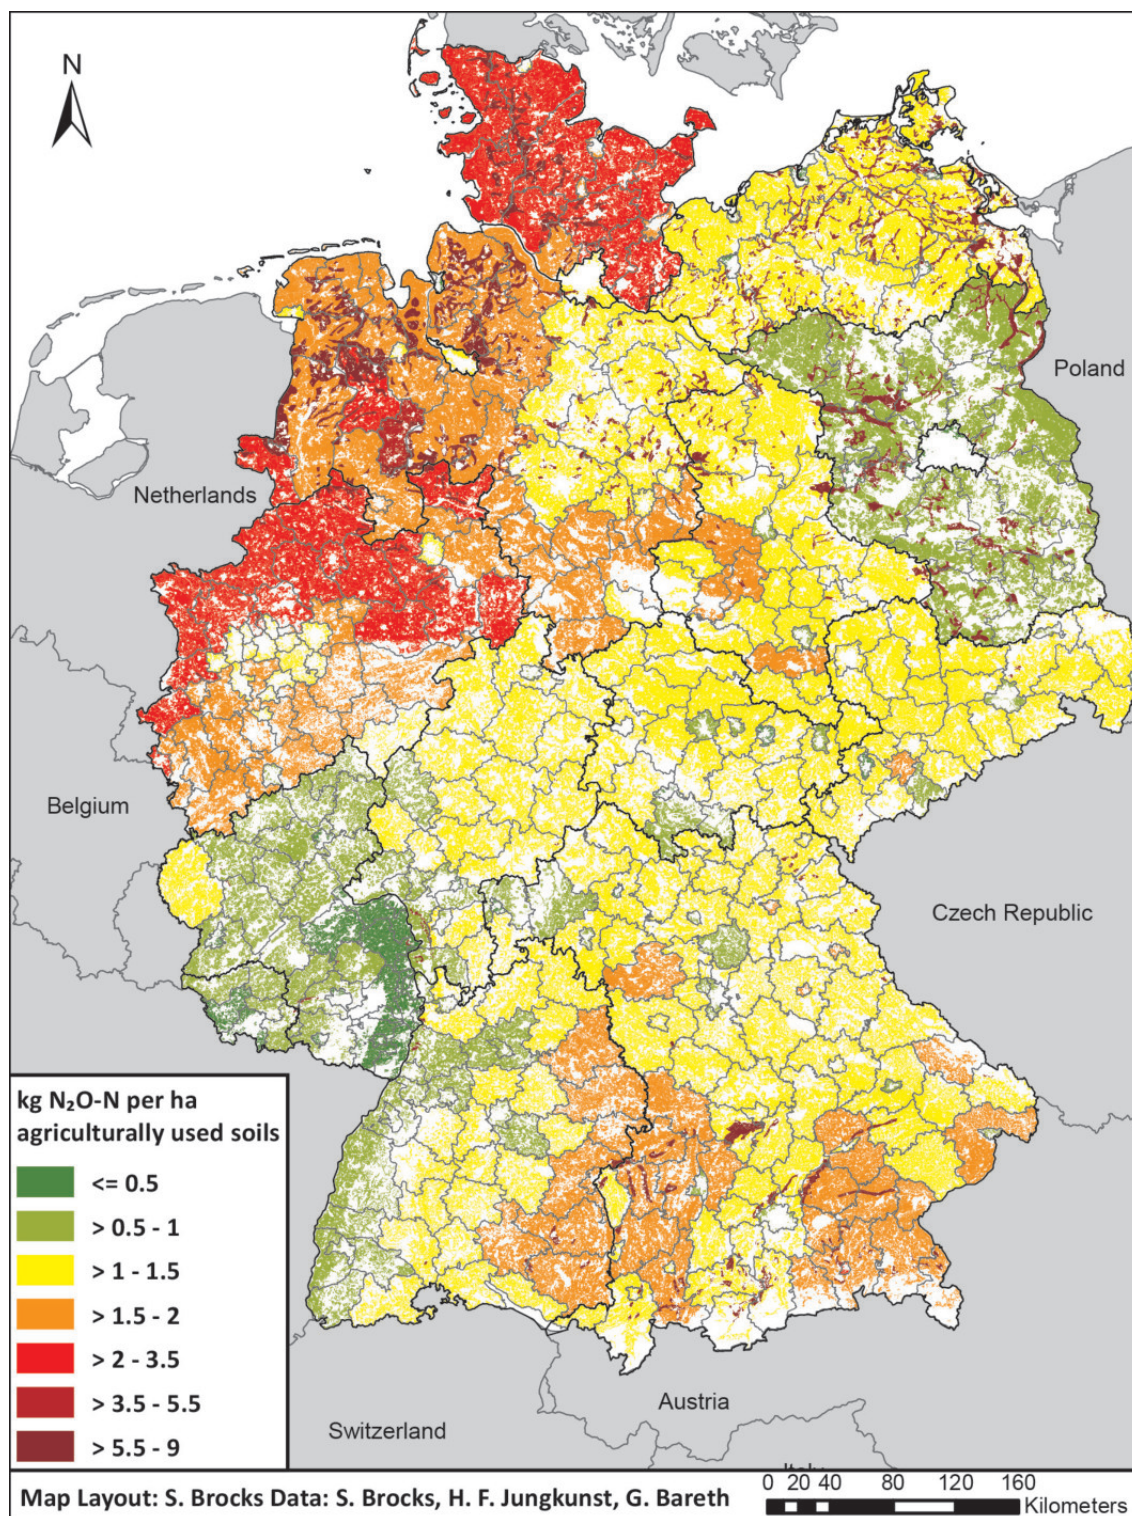 N
Poland
Netherlands
Belgium
Czech Republic
kg N₂O-N per ha
agriculturally used soils
<= 0.5
> 0.5 - 1
> 1 - 1.5
> 1.5 - 2
> 2 - 3.5
> 3.5 - 5.5
> 5.5 - 9
Austria
Switzerland
Map Layout: S. Brocks Data: S. Brocks, H. F. Jungkunst, G. Bareth
0 20 40 80 120 160
Kilometers